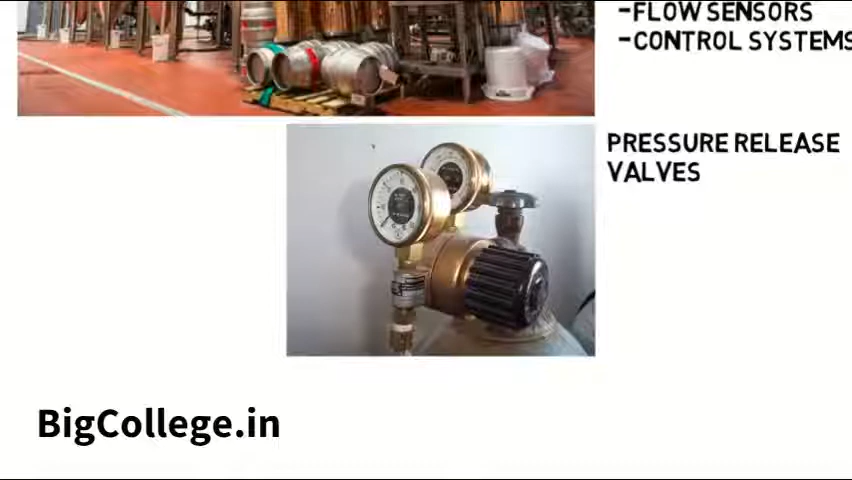 -FLOW SENSORS
-CONTROL SYSTEMS
PRESSURE RELEASE
VALVES
BigCollege.in